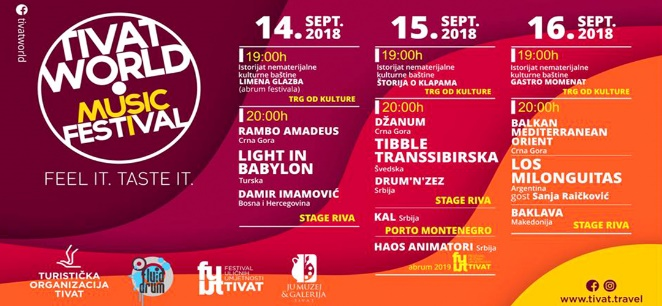 tivatworld
TIVAT
WORLD
MUSIC
FESTIVAL
FEEL IT. TASTE IT.
14. SEPT. 2018
19:00h
Istorijat nematerijalne
kulturne baštine
LIMENA GLAZBA
(abrum festivala)
TRG OD KULTURE
20:00h
RAMBO AMADEUS
Crna Gora
LIGHT IN
BABYLON
Turska
DAMIR IMAMOVIĆ
Bosna i Hercegovina
STAGE RIVA
15. SEPT. 2018
19:00h
Istorijat nematerijalne
kulturne baštine
ŠTORIJA O KLAPAMA
TRG OD KULTURE
20:00h
DŽANUM
Crna Gora
TIBBLE
TRANSSIBIRSKA
Švedska
DRUM'N'ZEZ
Srbija
STAGE RIVA
KAL Srbija
PORTO MONTENEGRO
HAOS ANIMATORI Srbija
abrum 2019 fut TIVAT
16. SEPT. 2018
19:00h
Istorijat nematerijalne
kulturne baštine
GASTRO MOMENAT
TRG OD KULTURE
20:00h
BALKAN
MEDITERRANEAN
ORIENT
Crna Gora
LOS
MILONGUITAS
Argentina
gost Sanja Raičković
BAKLAVA
Makedonija
STAGE RIVA
TURISTIČKA
ORGANIZACIJA
TIVAT
fluid
drum
fut FESTIVAL
ULIČNIH
UMJETNOSTI
TIVAT
JU MUZEJ
& GALERIJA
www.tivat.travel